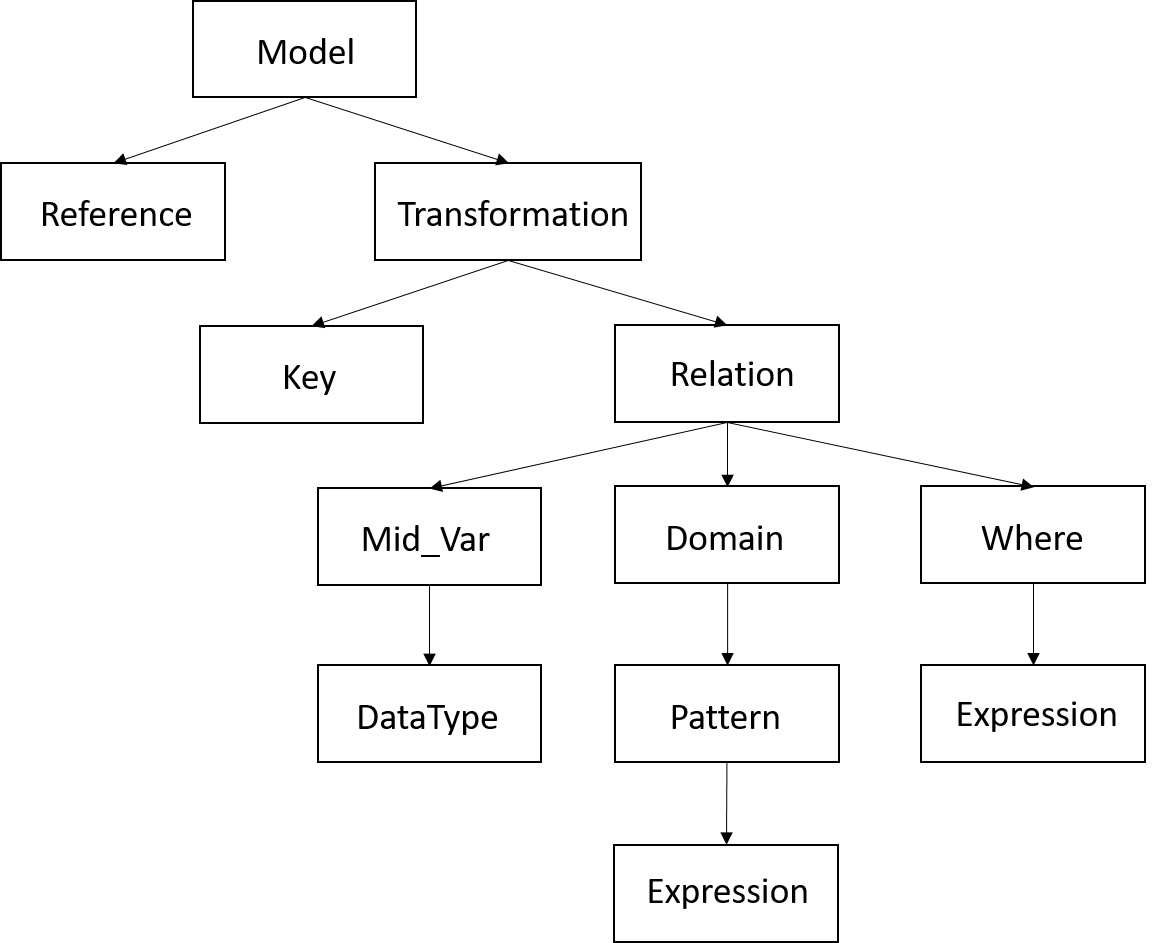 Model
Reference
Transformation
Key
Relation
Mid_Var
Domain
Where
DataType
Pattern
Expression
Expression